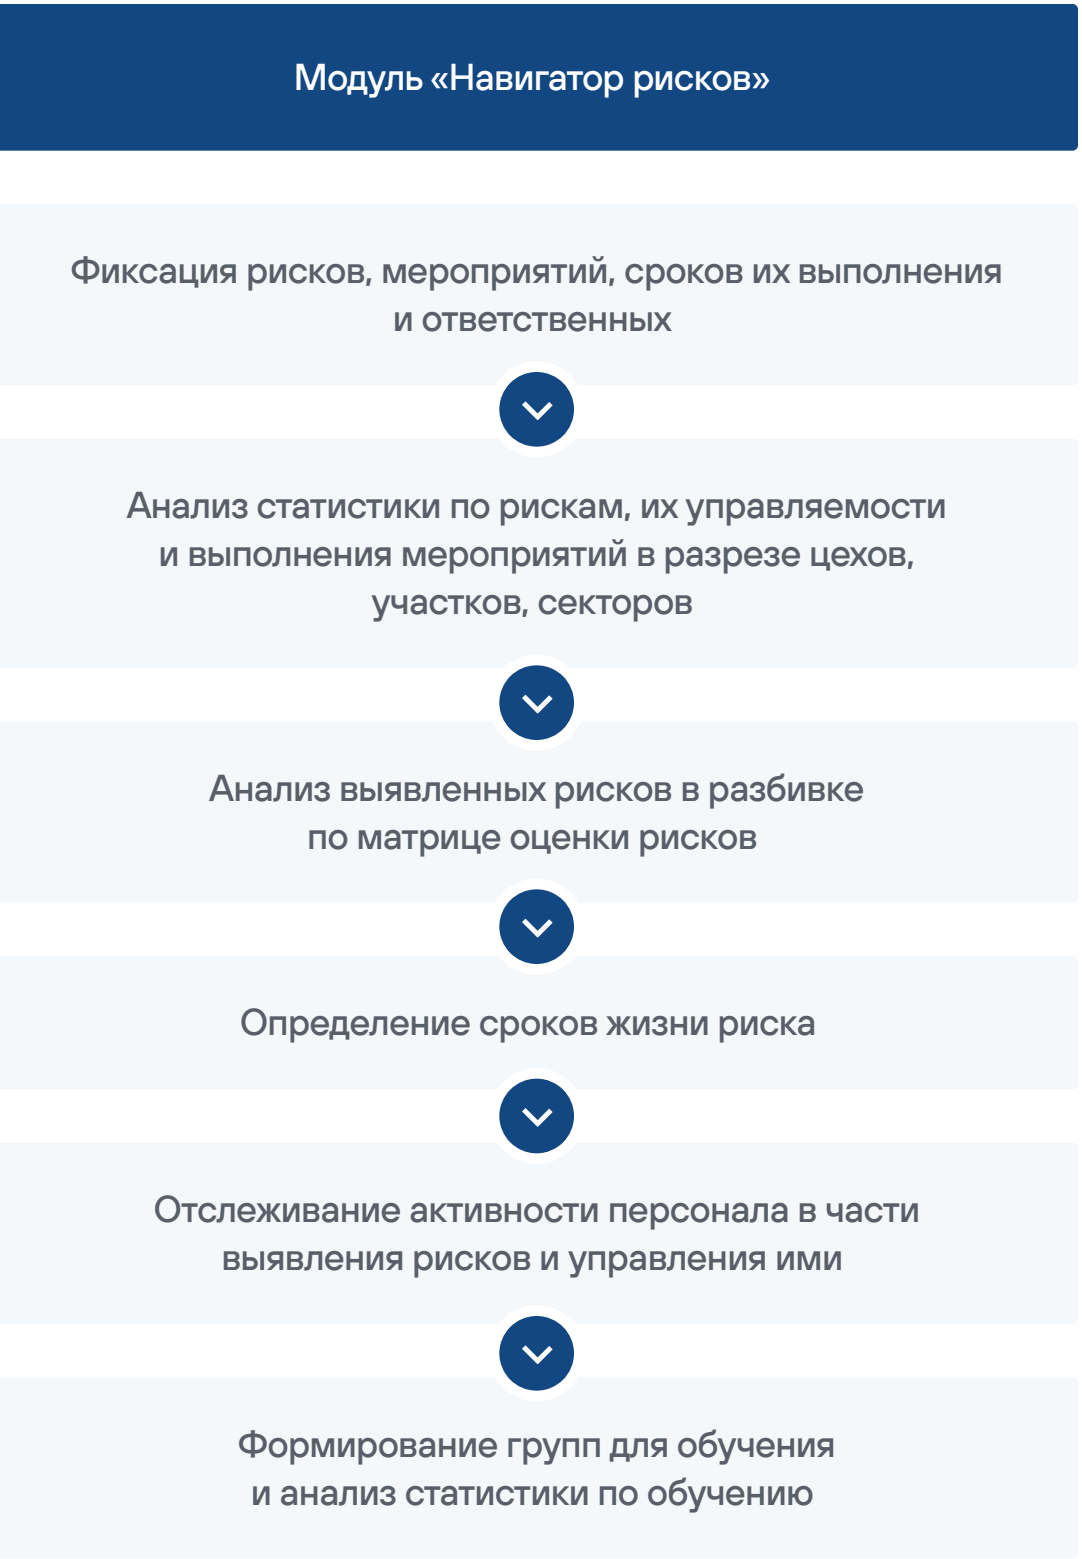 Модуль «Навигатор рисков»
Фиксация рисков, мероприятий, сроков их выполнения
и ответственных
Анализ статистики по рискам, их управляемости
и выполнения мероприятий в разрезе цехов,
участков, секторов
Анализ выявленных рисков в разбивке
по матрице оценки рисков
Определение сроков жизни риска
Отслеживание активности персонала в части
выявления рисков и управления ими
Формирование групп для обучения
и анализ статистики по обучению